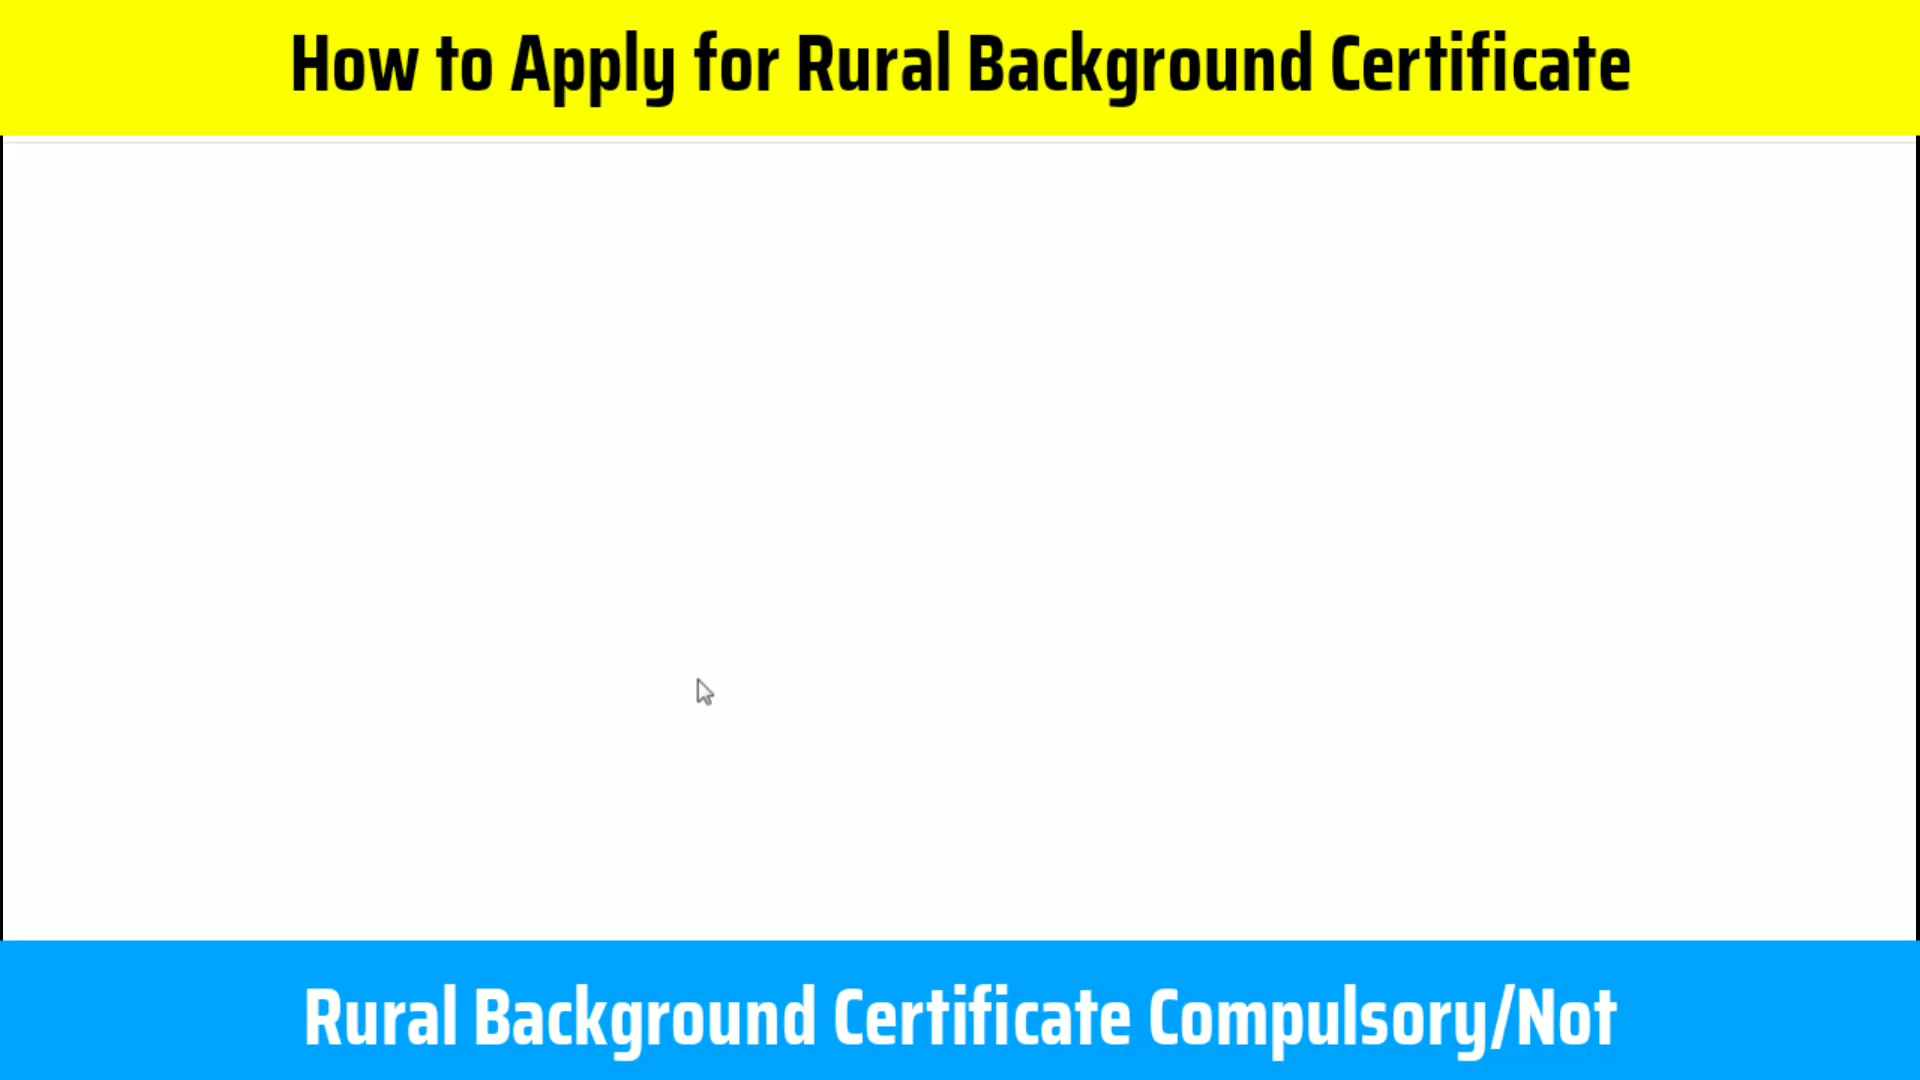 How to Apply for Rural Background Certificate
Rural Background Certificate Compulsory/Not